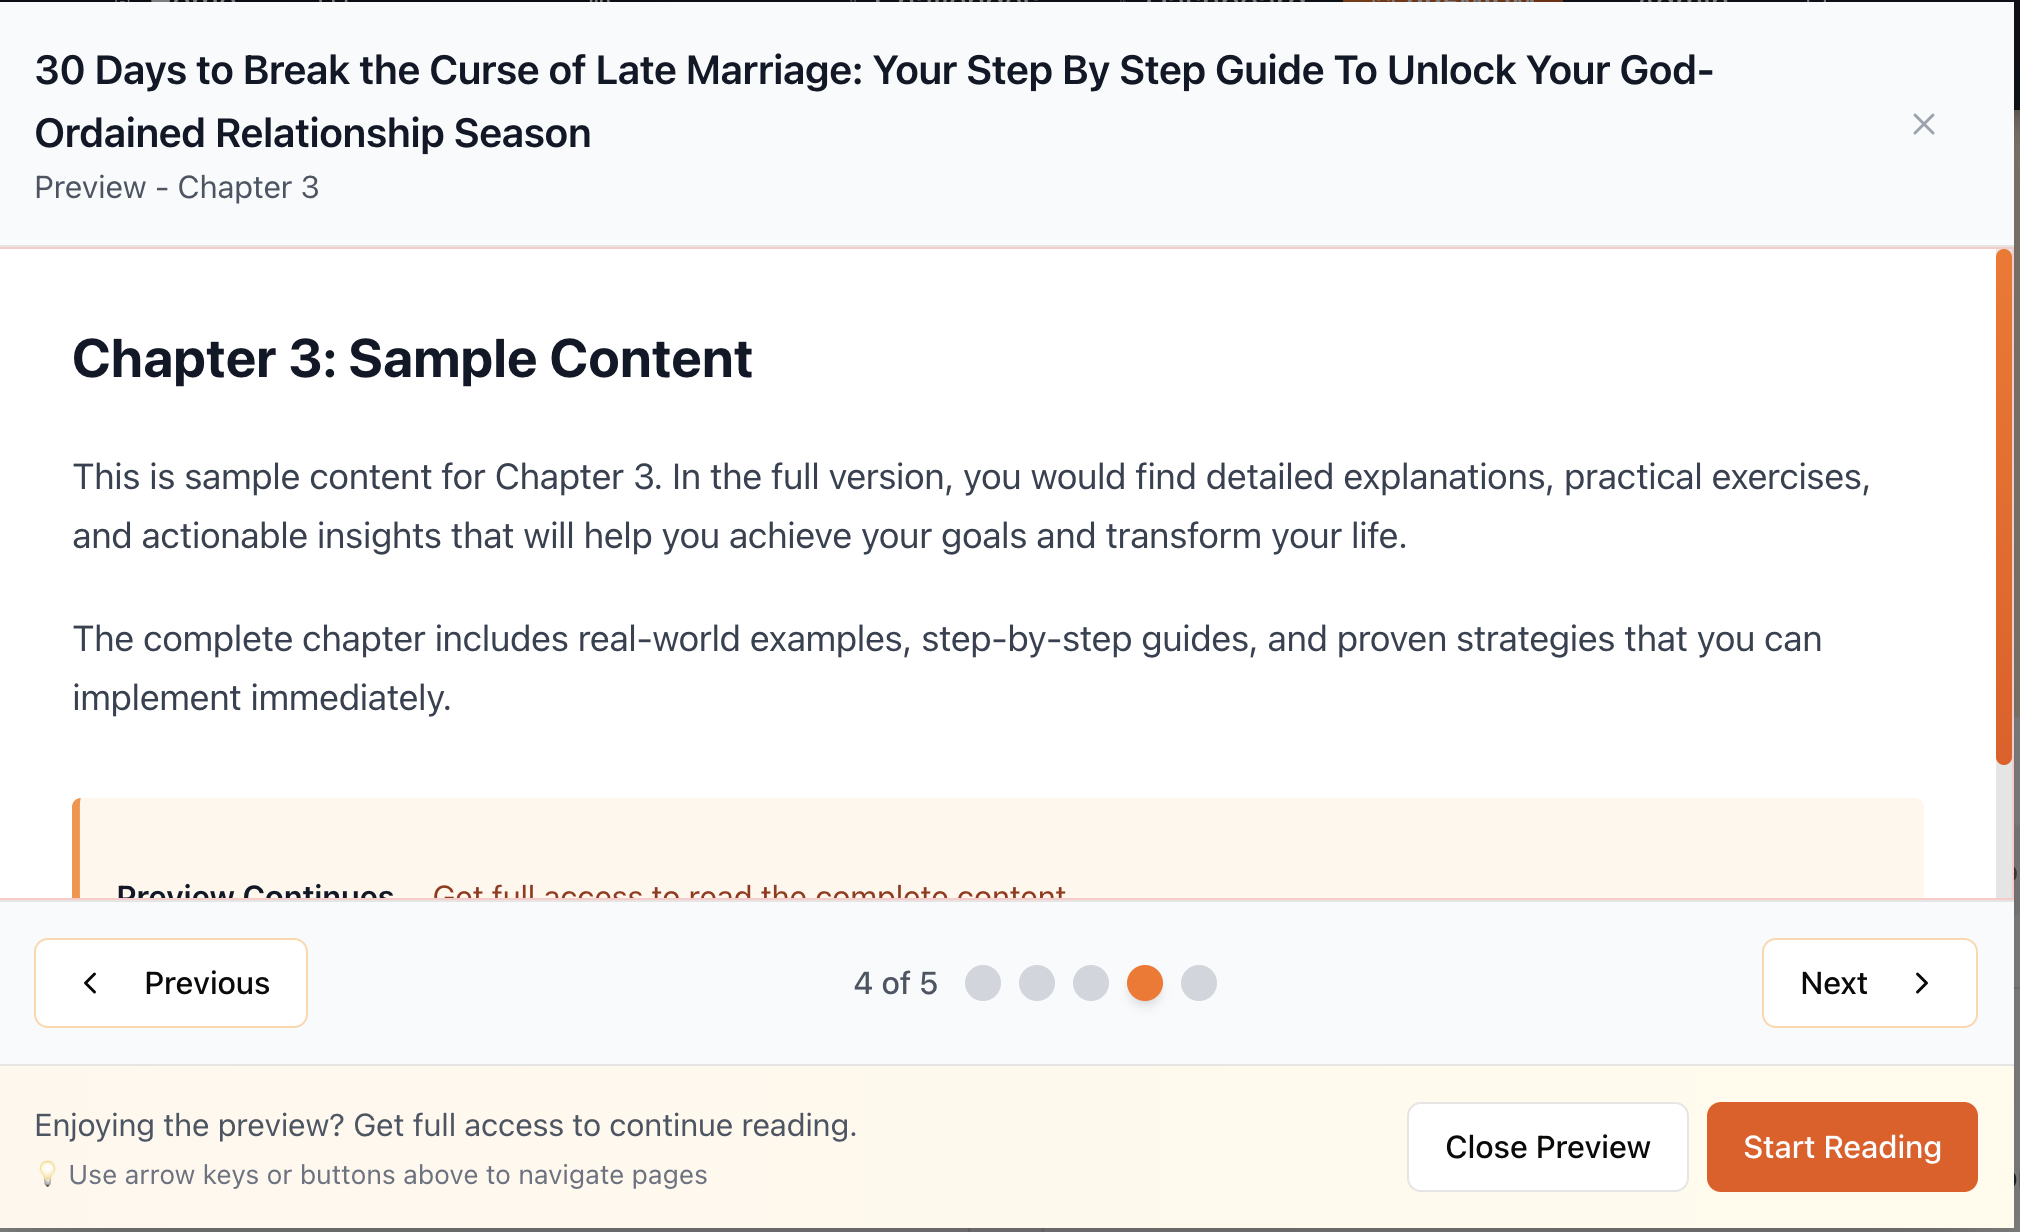 30 Days to Break the Curse of Late Marriage: Your Step By Step Guide To Unlock Your God-
Ordained Relationship Season
Preview - Chapter 3
Chapter 3: Sample Content
This is sample content for Chapter 3. In the full version, you would find detailed explanations, practical exercises,
and actionable insights that will help you achieve your goals and transform your life.
The complete chapter includes real-world examples, step-by-step guides, and proven strategies that you can
implement immediately.
Preview Continues Get full access to read the complete content
Previous
4 of 5
Next
Enjoying the preview? Get full access to continue reading.
💡 Use arrow keys or buttons above to navigate pages
Close Preview
Start Reading